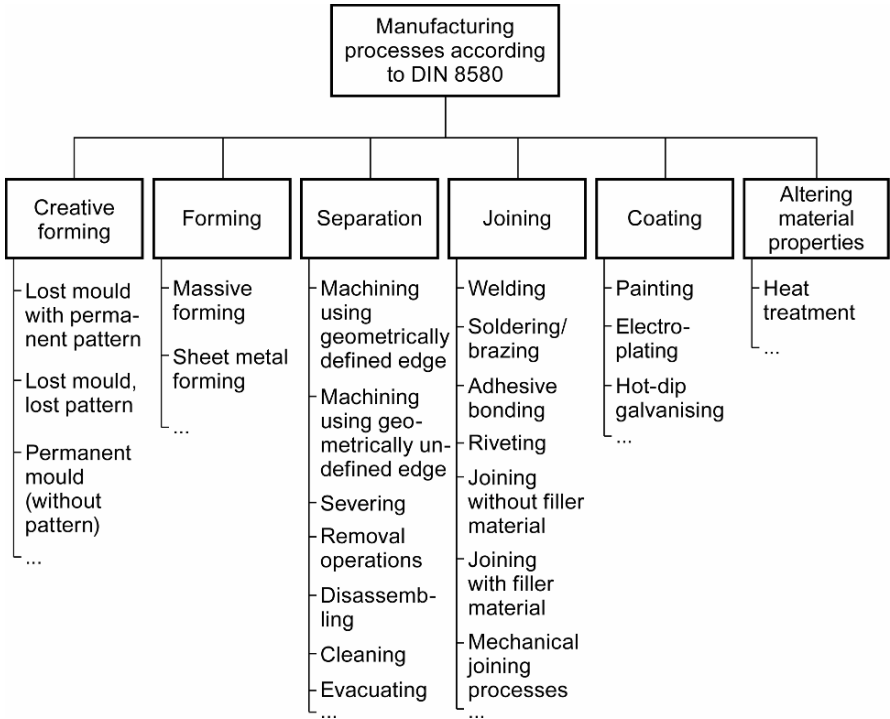 Manufacturing
processes according
to DIN 8580
Creative
forming
Forming
Separation
Joining
Coating
Altering
material
properties
Lost mould
with perma-
nent pattern
Lost mould,
lost pattern
Permanent
mould
(without
pattern)
...
Massive
forming
Sheet metal
forming
...
Machining
using
geometrically
defined edge
Machining
using geo-
metrically un-
defined edge
Severing
Removal
operations
Disassemb-
ling
Cleaning
Evacuating
...
Welding
Soldering/
brazing
Adhesive
bonding
Riveting
Joining
without filler
material
Joining
with filler
material
Mechanical
joining
processes
...
Painting
Electro-
plating
Hot-dip
galvanising
...
Heat
treatment
...